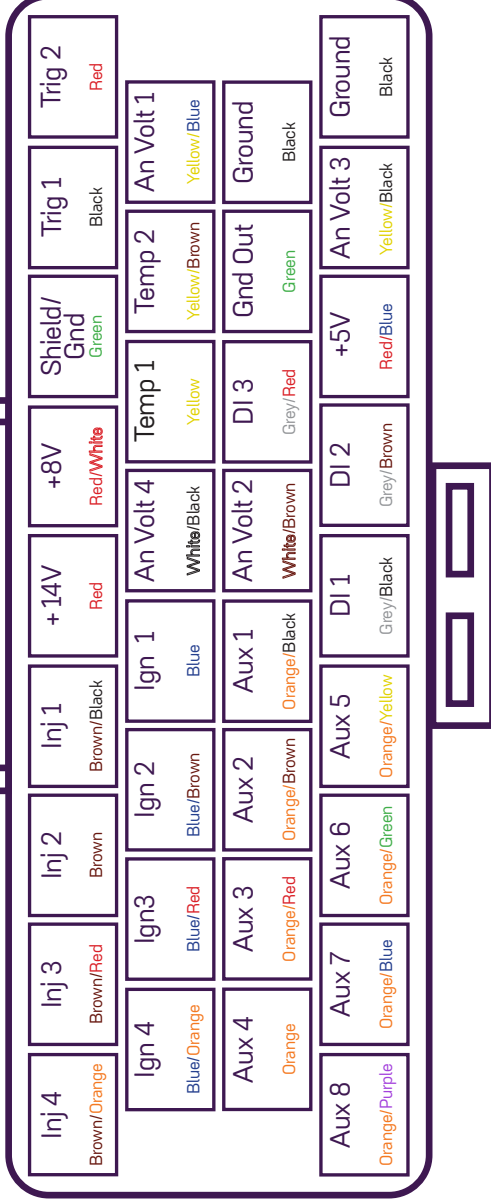 Inj 4
Brown/Orange
Inj 3
Brown/Red
Inj 2
Brown
Inj 1
Brown/Black
+14V
Red
+8V
Red/White
Shield/
Gnd
Green
Trig 1
Black
Trig 2
Red
Ign 4
Blue/Orange
Ign3
Blue/Red
Ign 2
Blue/Brown
Ign 1
Blue
An Volt 4
White/Black
Temp 1
Yellow
Temp 2
Yellow/Brown
An Volt 1
Yellow/Blue
Aux 4
Orange
Aux 3
Orange/Red
Aux 2
Orange/Brown
Aux 1
Orange/Black
An Volt 2
White/Brown
DI 3
Grey/Red
Gnd Out
Green
Ground
Black
Aux 8
Orange/Purple
Aux 7
Orange/Blue
Aux 6
Orange/Green
Aux 5
Orange/Yellow
DI 1
Grey/Black
DI 2
Grey/Brown
+5V
Red/Blue
An Volt 3
Yellow/Black
Ground
Black